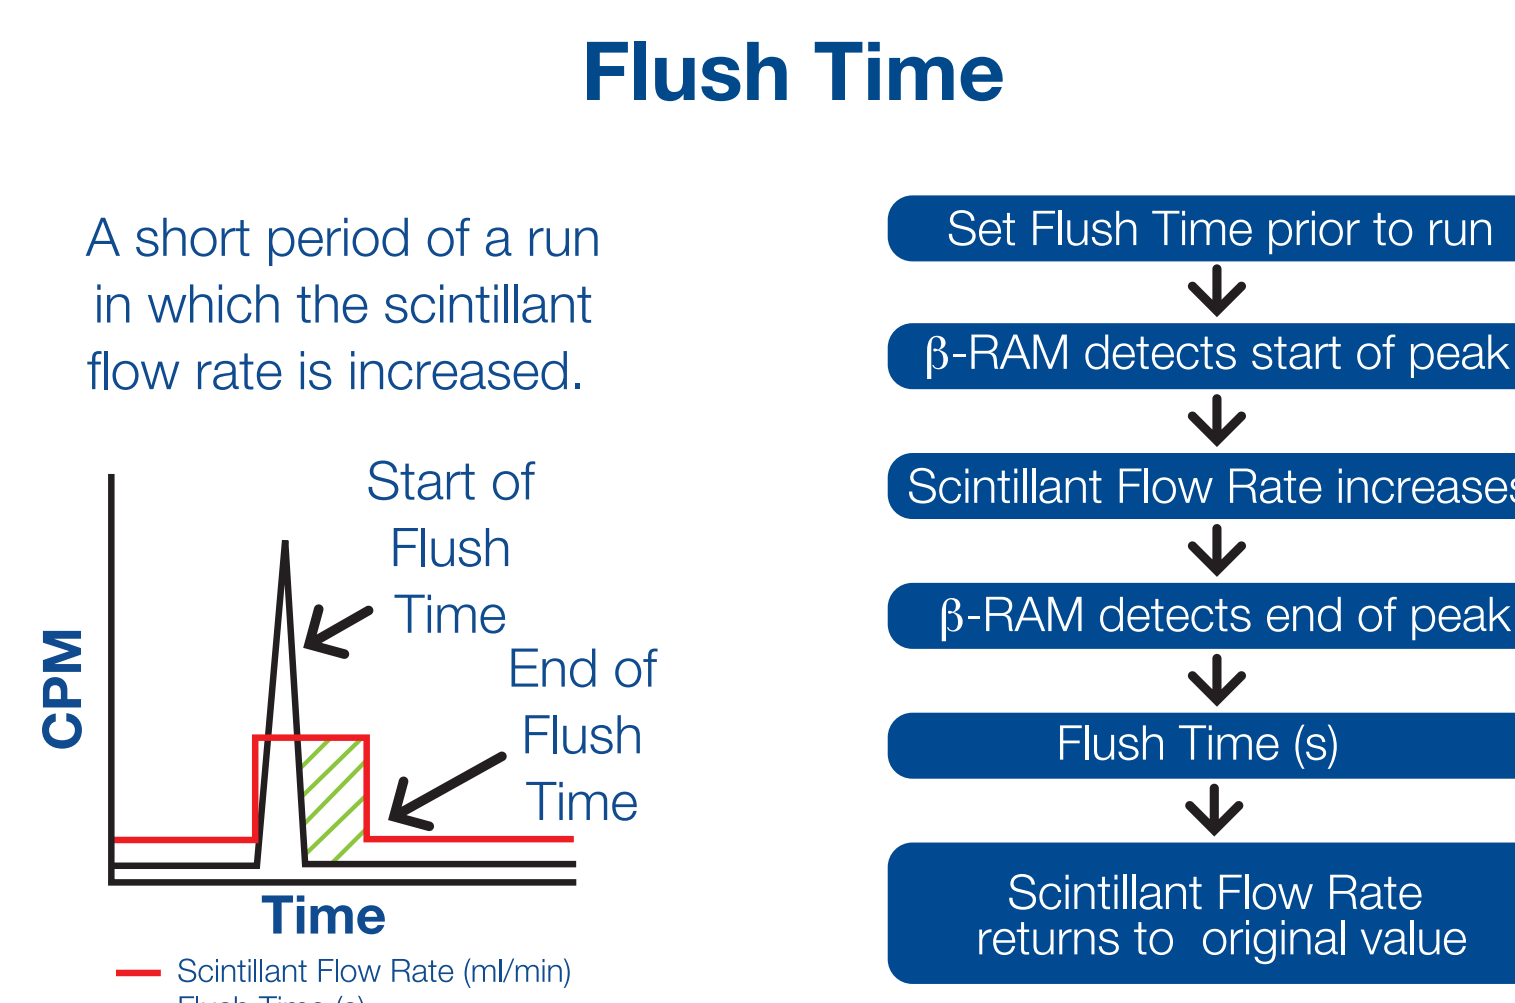 Flush Time
A short period of a run
in which the scintillant
flow rate is increased.
Start of
Flush
Time
End of
Flush
Time
CPM
Time
Scintillant Flow Rate (ml/min)
Flush Time (s)
Set Flush Time prior to run
β-RAM detects start of peak
Scintillant Flow Rate increases
β-RAM detects end of peak
Flush Time (s)
Scintillant Flow Rate
returns to original value